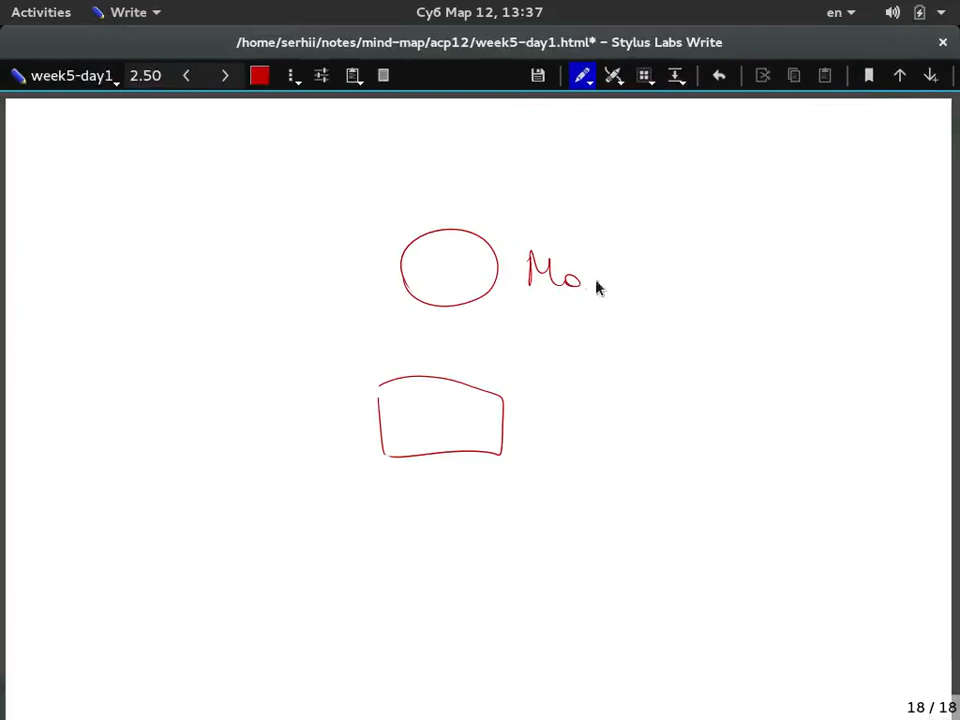 Activities Write Суб Мар 12, 13:37 en
/home/serhii/notes/mind-map/acp12/week5-day1.html* – Stylus Labs Write
week5-day1 2.50
Mo
18 / 18